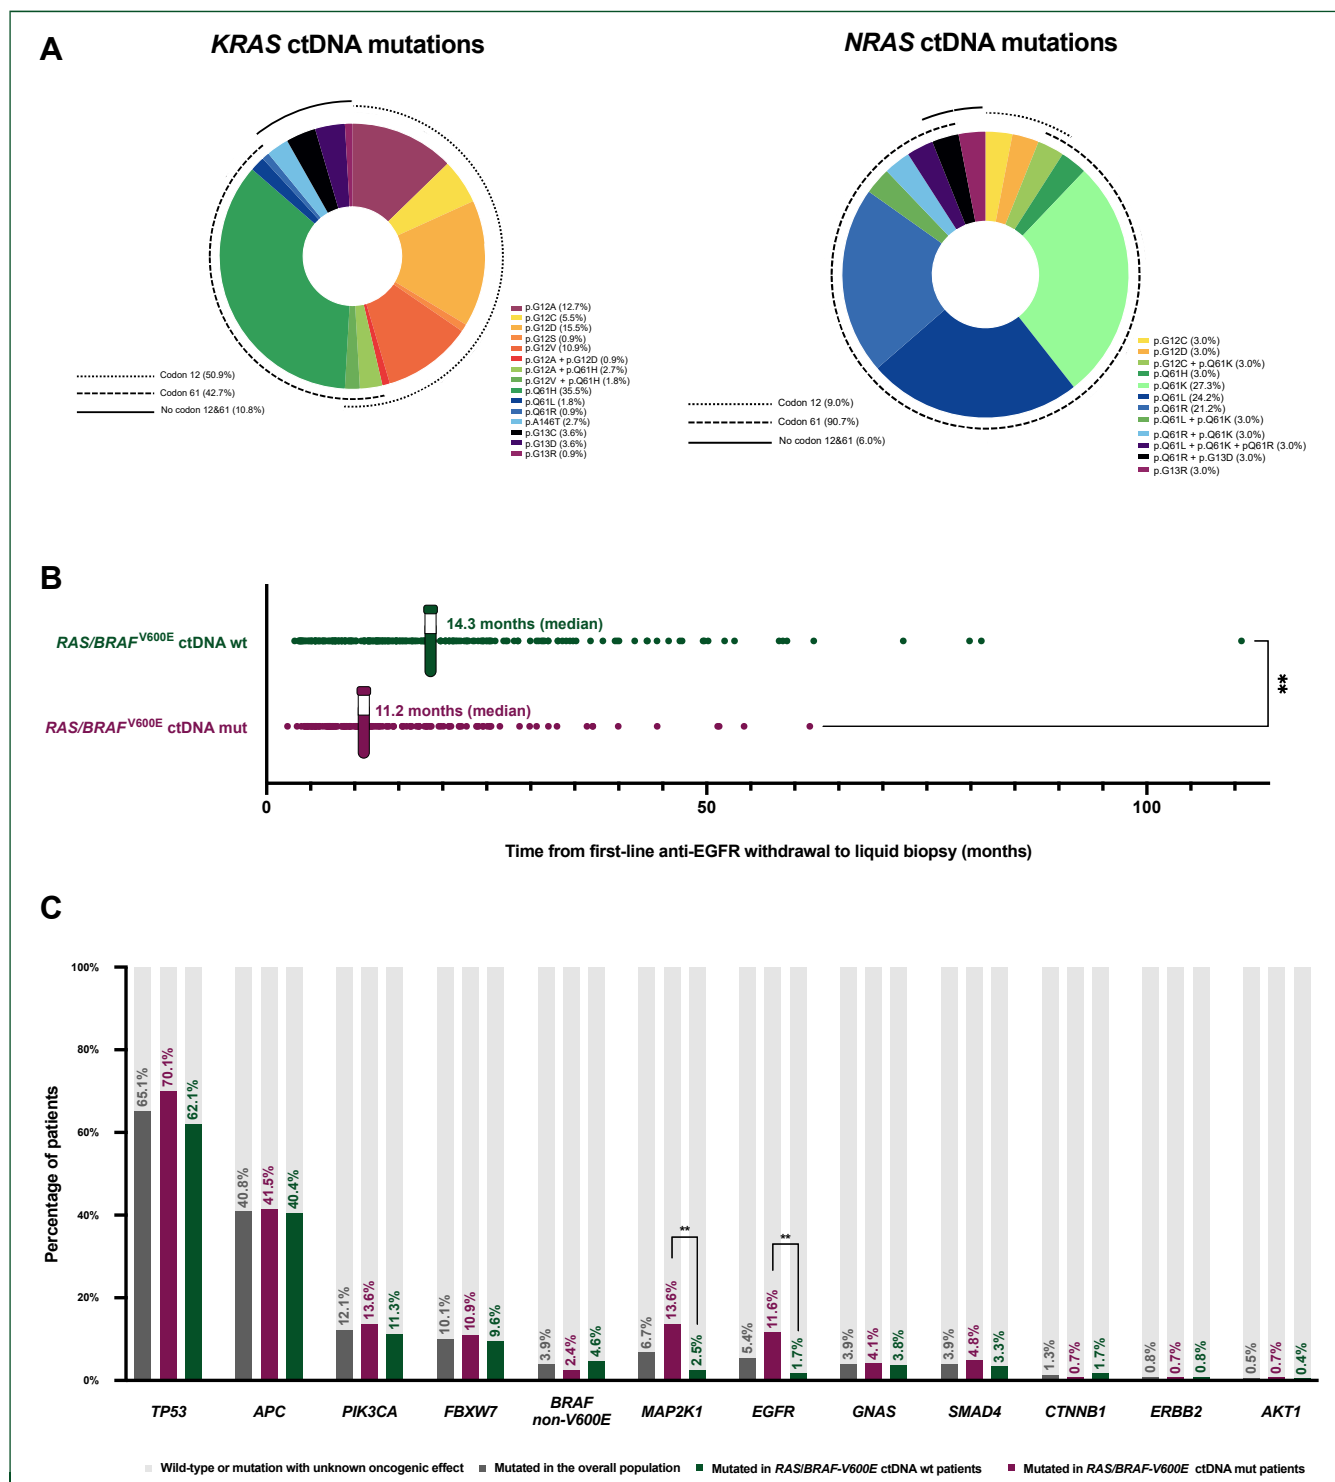 A
KRAS ctDNA mutations
NRAS ctDNA mutations
p.G12A (12.7%)
p.G12C (5.5%)
p.G12D (15.5%)
p.G12S (0.9%)
p.G12V (10.9%)
p.G12A + p.G12D (0.9%)
p.G12A + p.Q61H (2.7%)
p.G12V + p.Q61H (1.8%)
p.Q61H (35.5%)
p.Q61L (1.8%)
p.Q61R (0.9%)
p.A146T (2.7%)
p.G13C (3.6%)
p.G13D (3.6%)
p.G13R (0.9%)
Codon 12 (50.9%)
Codon 61 (42.7%)
No codon 12&61 (10.8%)
p.G12C (3.0%)
p.G12D (3.0%)
p.G12C + p.Q61K (3.0%)
p.Q61H (3.0%)
p.Q61K (27.3%)
p.Q61L (24.2%)
p.Q61R (21.2%)
p.Q61L + p.Q61K (3.0%)
p.Q61R + p.Q61K (3.0%)
p.Q61L + p.Q61K + pQ61R (3.0%)
p.Q61R + p.G13D (3.0%)
p.G13R (3.0%)
Codon 12 (9.0%)
Codon 61 (90.7%)
No codon 12&61 (6.0%)
B
RAS/BRAF V600E ctDNA wt
14.3 months (median)
RAS/BRAF V600E ctDNA mut
11.2 months (median)
**
0
50
100
Time from first-line anti-EGFR withdrawal to liquid biopsy (months)
C
Percentage of patients
100%
80%
60%
40%
20%
0%
65.1%
70.1%
62.1%
40.8%
41.5%
40.4%
12.1%
13.6%
11.3%
10.1%
10.9%
9.6%
3.9%
2.4%
4.6%
6.7%
13.6%
2.5%
**
5.4%
11.6%
1.7%
**
3.9%
4.1%
3.8%
3.9%
4.8%
3.3%
1.3%
0.7%
1.7%
0.8%
0.7%
0.8%
0.5%
0.7%
0.4%
TP53
APC
PIK3CA
FBXW7
BRAF
non-V600E
MAP2K1
EGFR
GNAS
SMAD4
CTNNB1
ERBB2
AKT1
Wild-type or mutation with unknown oncogenic effect
Mutated in the overall population
Mutated in RAS/BRAF-V600E ctDNA wt patients
Mutated in RAS/BRAF-V600E ctDNA mut patients